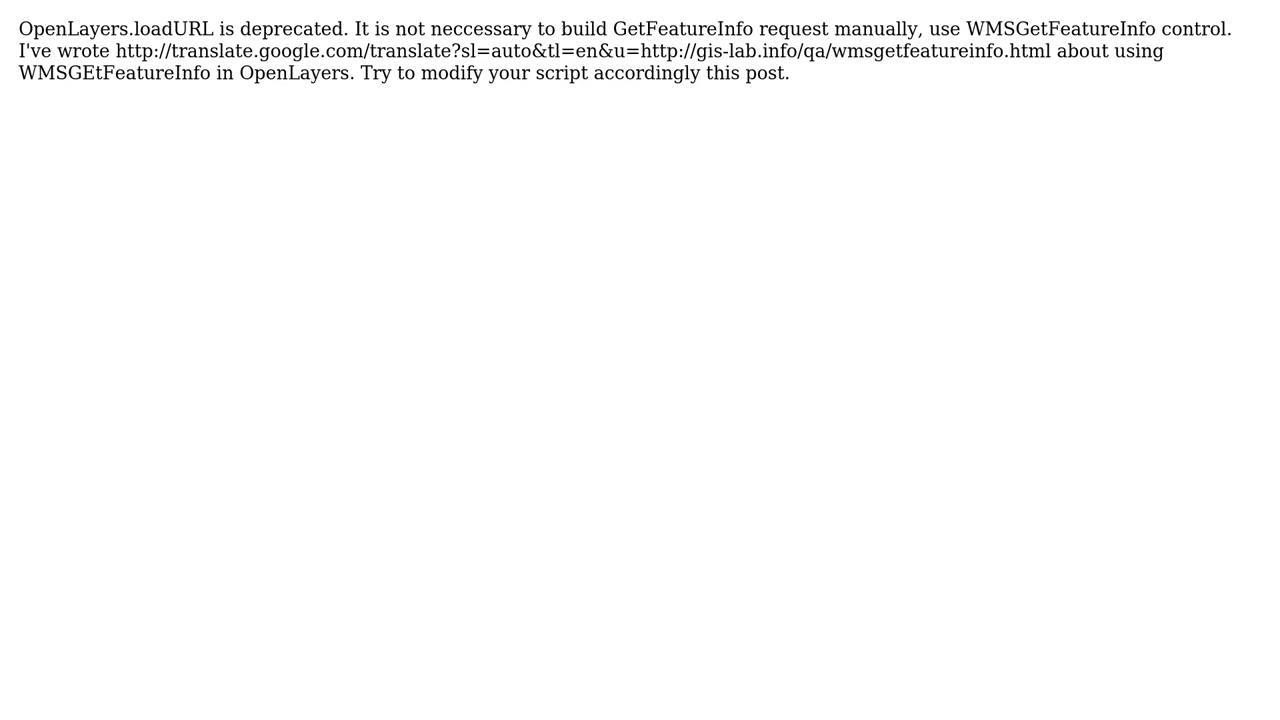 OpenLayers.loadURL is deprecated. It is not neccessary to build GetFeatureInfo request manually, use WMSGetFeatureInfo control.
I've wrote http://translate.google.com/translate?sl=auto&tl=en&u=http://gis-lab.info/qa/wmsgetfeatureinfo.html about using
WMSGEtFeatureInfo in OpenLayers. Try to modify your script accordingly this post.